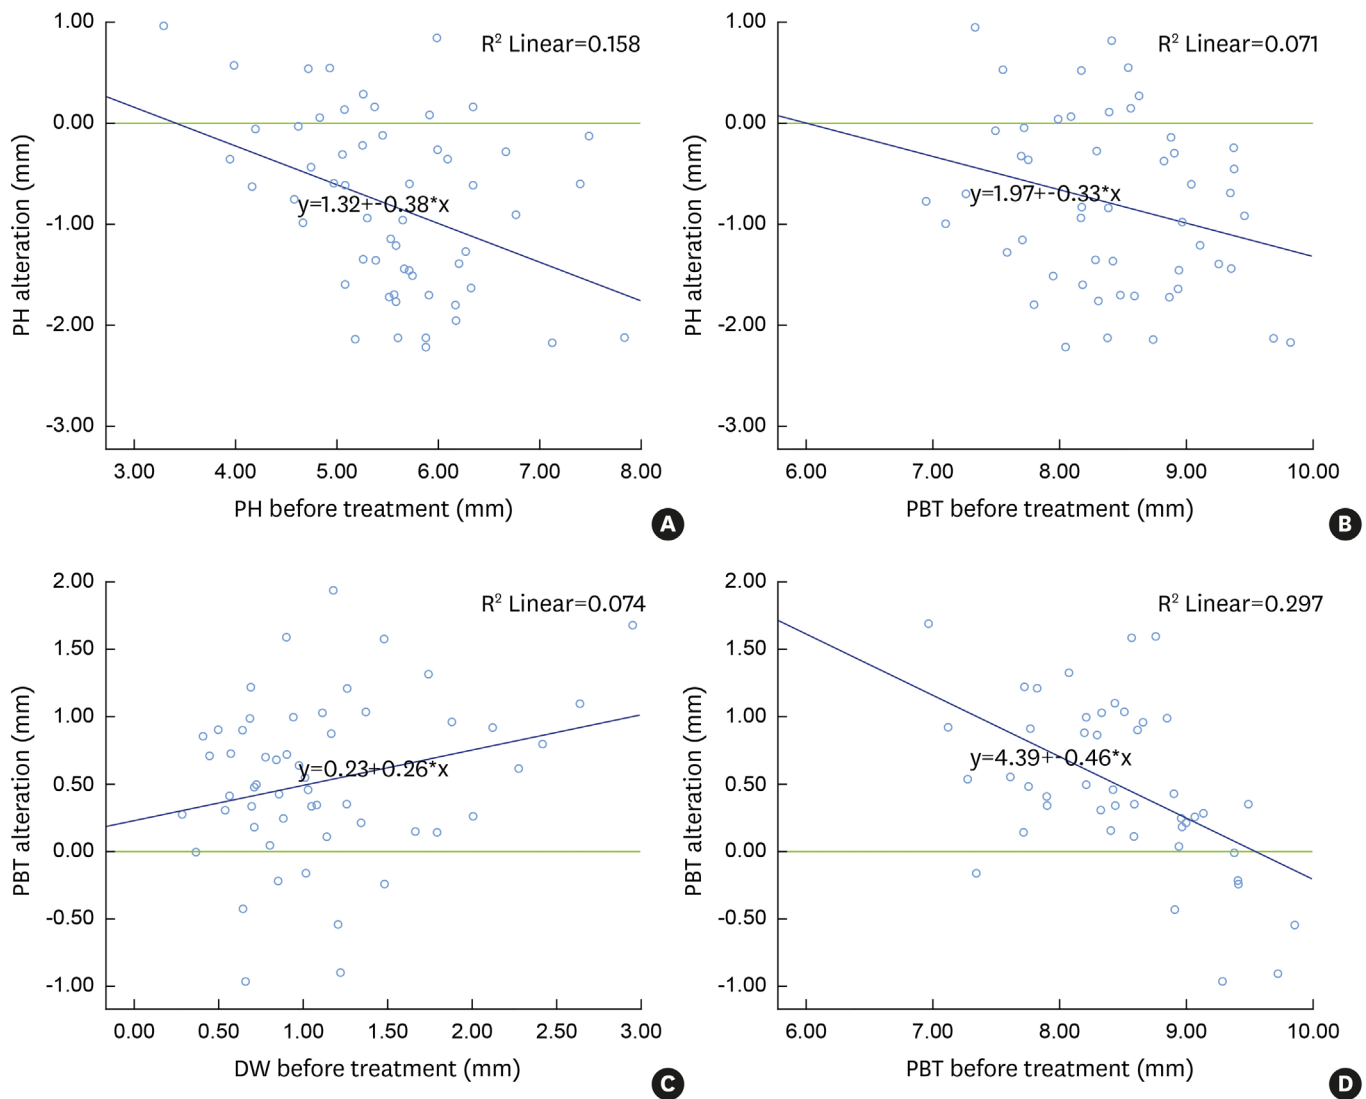 1.00
R² Linear=0.158
0.00
y=1.32+-0.38*x
-1.00
-2.00
-3.00
PH alteration (mm)
3.00 4.00 5.00 6.00 7.00 8.00
PH before treatment (mm)
A
1.00
R² Linear=0.071
0.00
y=1.97+-0.33*x
-1.00
-2.00
-3.00
PH alteration (mm)
6.00 7.00 8.00 9.00 10.00
PBT before treatment (mm)
B
2.00
R² Linear=0.074
1.50
1.00
y=0.23+0.26*x
0.50
0.00
-0.50
-1.00
PBT alteration (mm)
0.00 0.50 1.00 1.50 2.00 2.50 3.00
DW before treatment (mm)
C
2.00
R² Linear=0.297
1.50
1.00
y=4.39+-0.46*x
0.50
0.00
-0.50
-1.00
PBT alteration (mm)
6.00 7.00 8.00 9.00 10.00
PBT before treatment (mm)
D